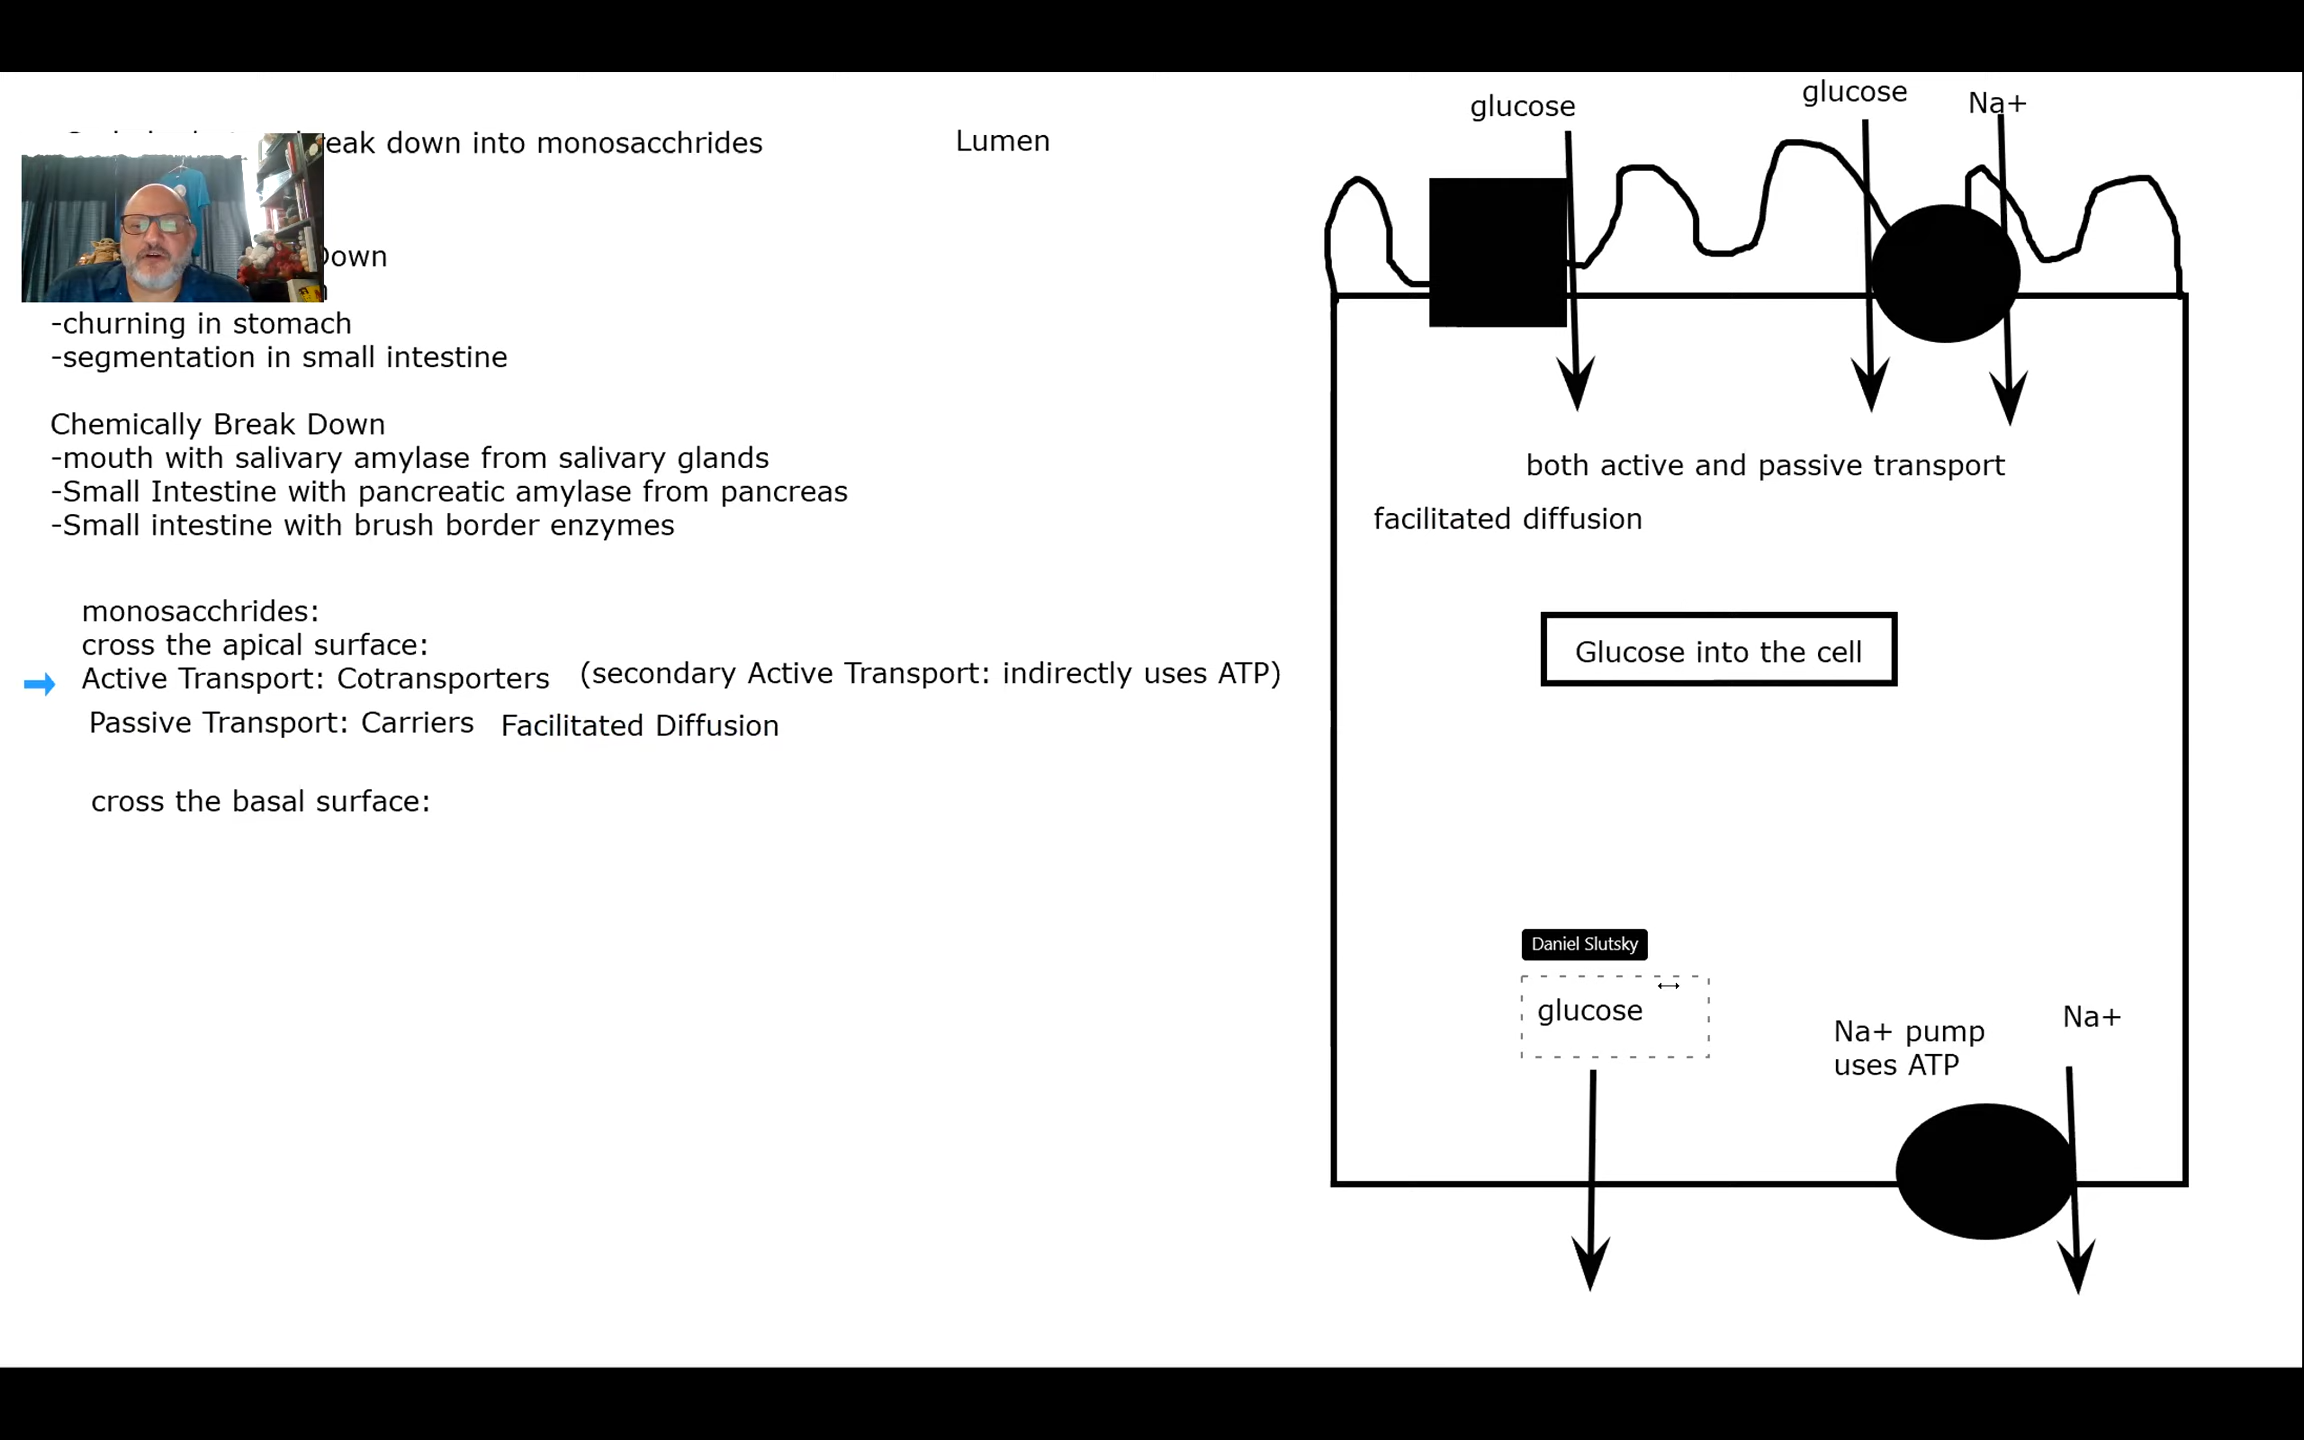 reak down into monosacchrides
Down
-churning in stomach
-segmentation in small intestine
Chemically Break Down
-mouth with salivary amylase from salivary glands
-Small Intestine with pancreatic amylase from pancreas
-Small intestine with brush border enzymes
monosacchrides:
cross the apical surface:
Active Transport: Cotransporters (secondary Active Transport: indirectly uses ATP)
Passive Transport: Carriers Facilitated Diffusion
cross the basal surface:
Lumen
glucose
glucose
Na+
both active and passive transport
facilitated diffusion
Glucose into the cell
Daniel Slutsky
glucose
Na+ pump
uses ATP
Na+